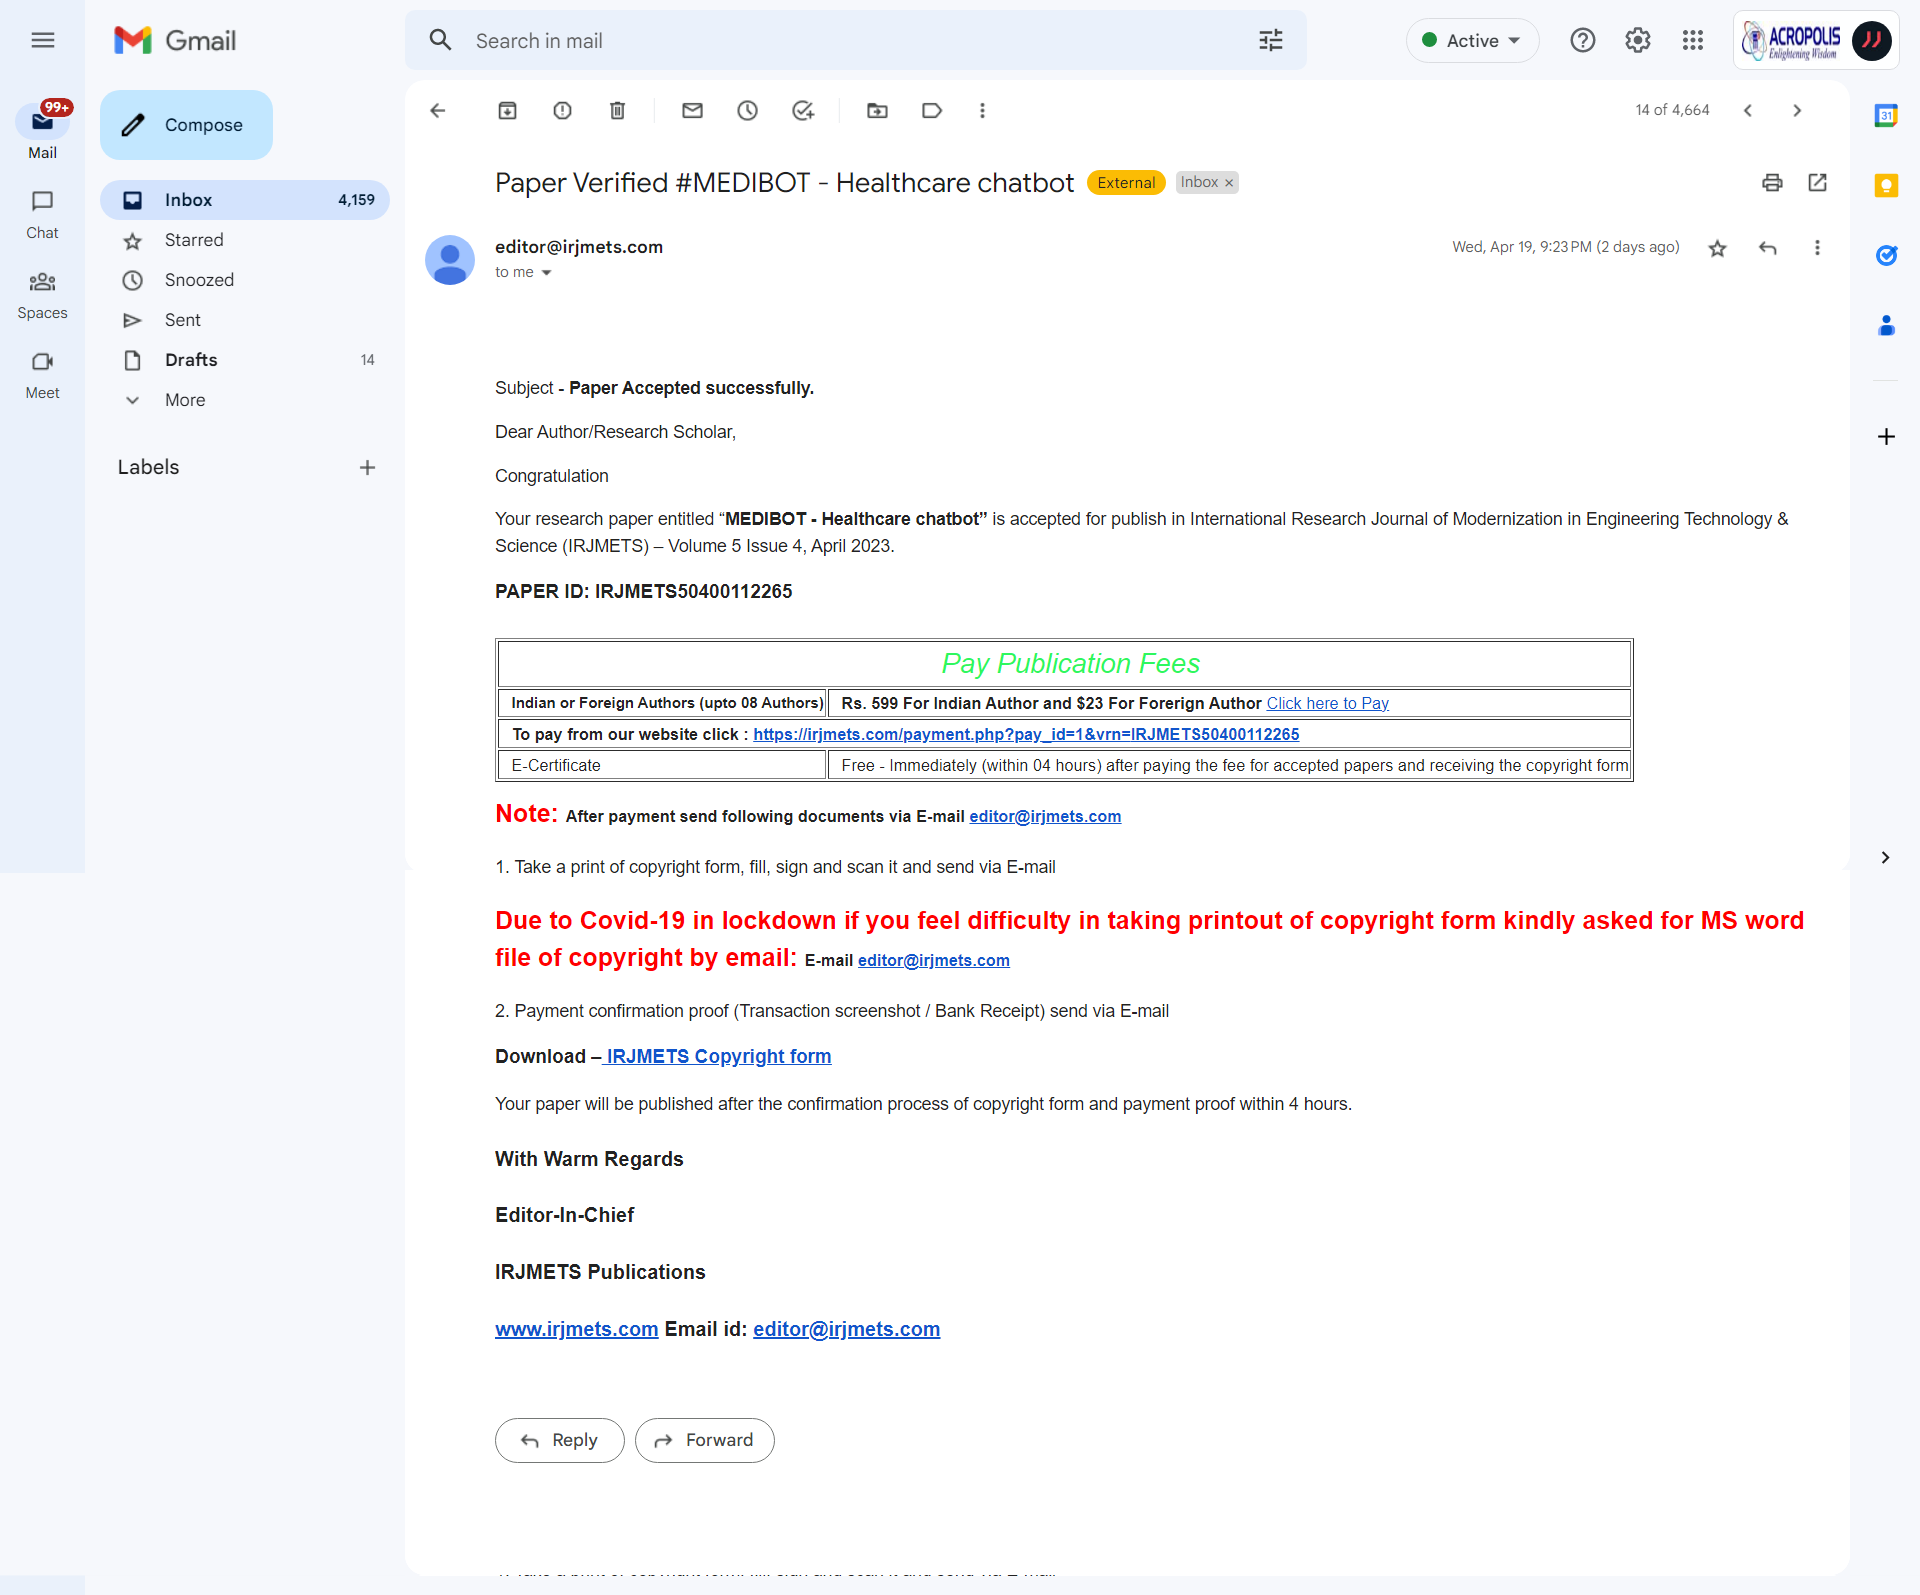 Gmail
Search in mail
Active
ACROPOLIS
Enlightening Wisdom
99+
Mail
Chat
Spaces
Meet
Compose
Inbox 4,159
Starred
Snoozed
Sent
Drafts 14
More
Labels
14 of 4,664
31
Paper Verified #MEDIBOT - Healthcare chatbot External Inbox ×
editor@irjmets.com Wed, Apr 19, 9:23 PM (2 days ago)
to me
Subject - Paper Accepted successfully.
Dear Author/Research Scholar,
Congratulation
Your research paper entitled “MEDIBOT - Healthcare chatbot” is accepted for publish in International Research Journal of Modernization in Engineering Technology &
Science (IRJMETS) – Volume 5 Issue 4, April 2023.
PAPER ID: IRJMETS50400112265
Pay Publication Fees
Indian or Foreign Authors (upto 08 Authors) Rs. 599 For Indian Author and $23 For Forerign Author Click here to Pay
To pay from our website click : https://irjmets.com/payment.php?pay_id=1&vrn=IRJMETS50400112265
E-Certificate Free - Immediately (within 04 hours) after paying the fee for accepted papers and receiving the copyright form
Note: After payment send following documents via E-mail editor@irjmets.com
1. Take a print of copyright form, fill, sign and scan it and send via E-mail
Due to Covid-19 in lockdown if you feel difficulty in taking printout of copyright form kindly asked for MS word
file of copyright by email: E-mail editor@irjmets.com
2. Payment confirmation proof (Transaction screenshot / Bank Receipt) send via E-mail
Download – IRJMETS Copyright form
Your paper will be published after the confirmation process of copyright form and payment proof within 4 hours.
With Warm Regards
Editor-In-Chief
IRJMETS Publications
www.irjmets.com Email id: editor@irjmets.com
Reply Forward